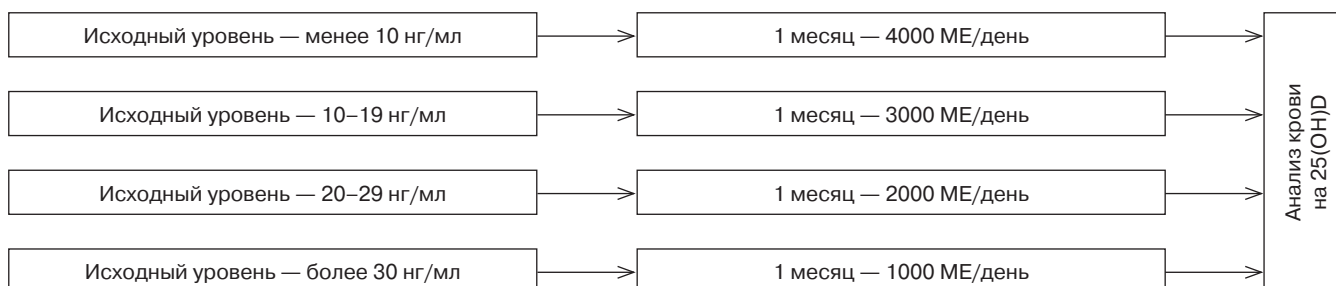 Исходный уровень — менее 10 нг/мл
1 месяц — 4000 МЕ/день
Исходный уровень — 10–19 нг/мл
1 месяц — 3000 МЕ/день
Исходный уровень — 20–29 нг/мл
1 месяц — 2000 МЕ/день
Исходный уровень — более 30 нг/мл
1 месяц — 1000 МЕ/день
Анализ крови
на 25(OH)D